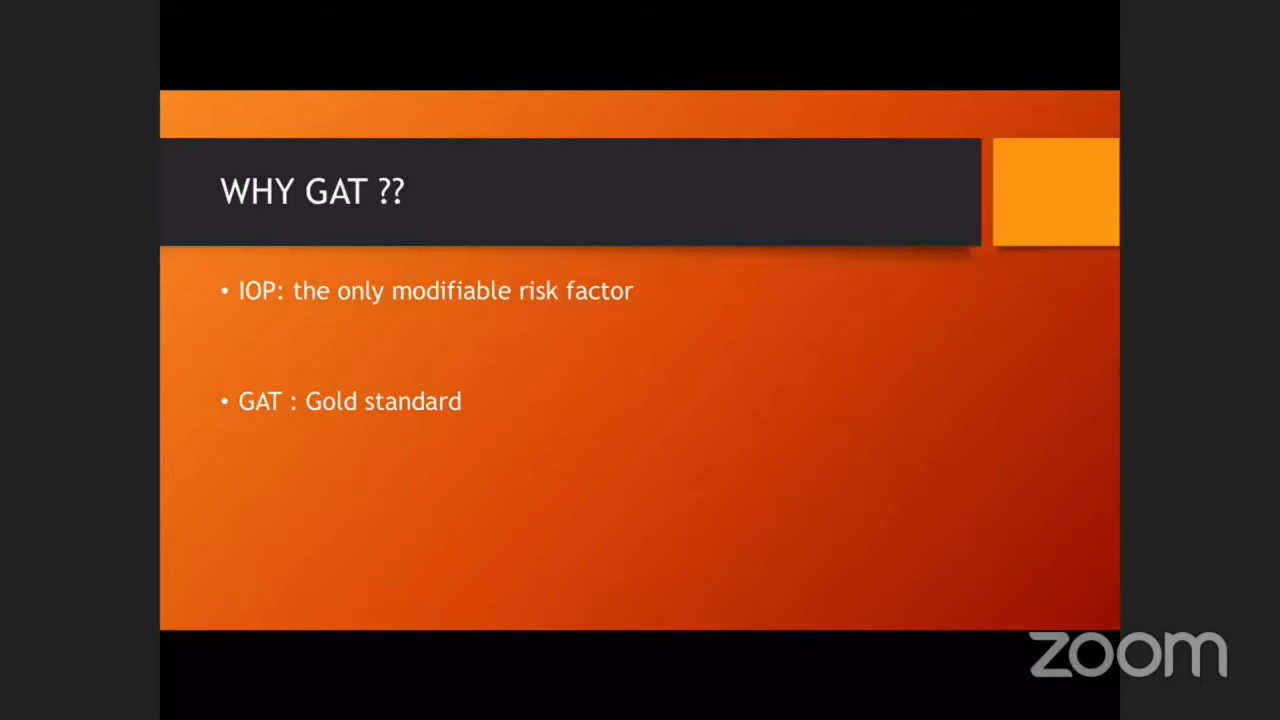 WHY GAT ??
• IOP: the only modifiable risk factor
• GAT : Gold standard
zoom